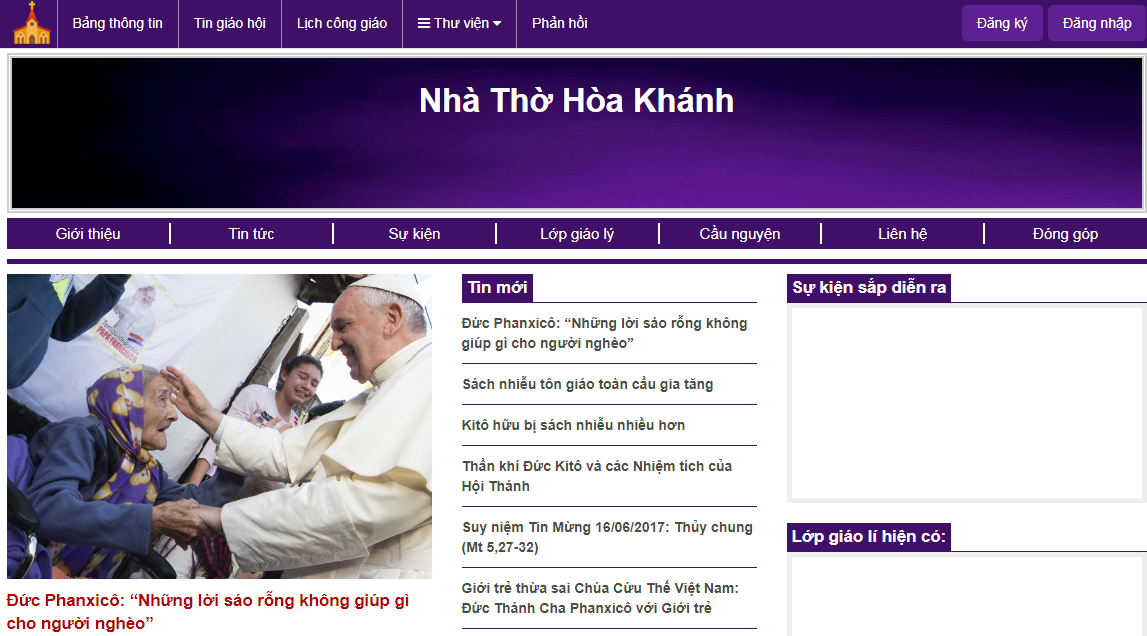 Bảng thông tin
Tin giáo hội
Lịch công giáo
Thư viện
Phản hồi
Đăng ký
Đăng nhập
Nhà Thờ Hòa Khánh
Giới thiệu
Tin tức
Sự kiện
Lớp giáo lý
Cầu nguyện
Liên hệ
Đóng góp
PAPA FRANCISCO
Đức Phanxicô: “Những lời sáo rỗng không giúp gì
cho người nghèo”
Tin mới
Đức Phanxicô: “Những lời sáo rỗng không
giúp gì cho người nghèo”
Sách nhiễu tôn giáo toàn cầu gia tăng
Kitô hữu bị sách nhiễu nhiều hơn
Thần khí Đức Kitô và các Nhiệm tích của
Hội Thánh
Suy niệm Tin Mừng 16/06/2017: Thủy chung
(Mt 5,27-32)
Giới trẻ thừa sai Chúa Cứu Thế Việt Nam:
Đức Thánh Cha Phanxicô với Giới trẻ
Sự kiện sắp diễn ra
Lớp giáo lí hiện có: